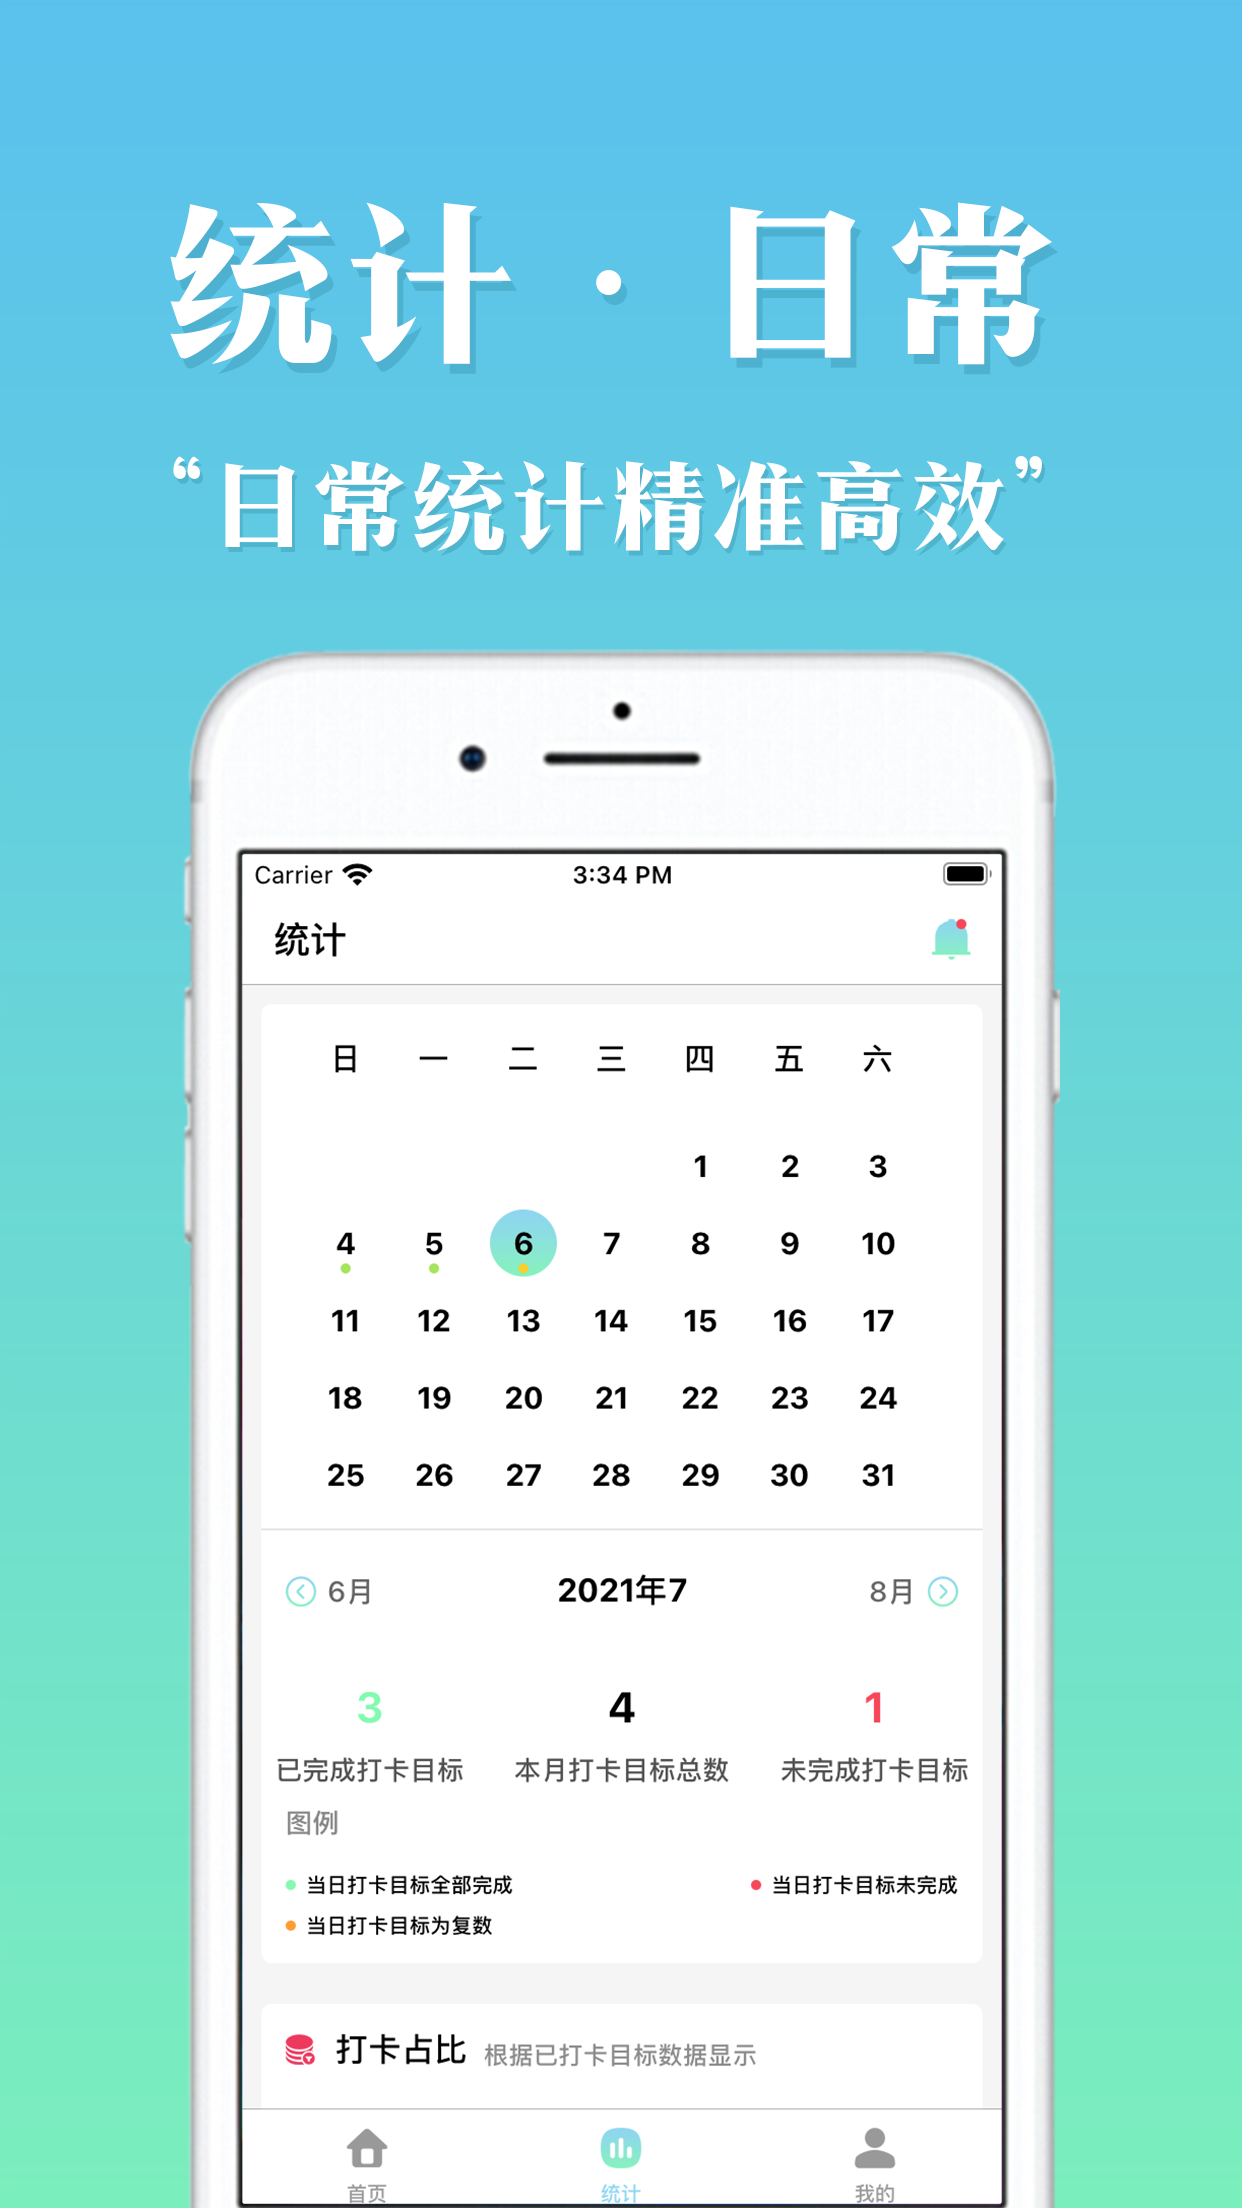 统计 · 日常
“日常统计精准高效”
Carrier 3:34 PM
统计
日 一 二 三 四 五 六
1 2 3
4 5 6 7 8 9 10
11 12 13 14 15 16 17
18 19 20 21 22 23 24
25 26 27 28 29 30 31
6月 2021年7 8月
3 4 1
已完成打卡目标 本月打卡目标总数 未完成打卡目标
图例
当日打卡目标全部完成 当日打卡目标未完成
当日打卡目标为复数
打卡占比 根据已打卡目标数据显示
首页 统计 我的